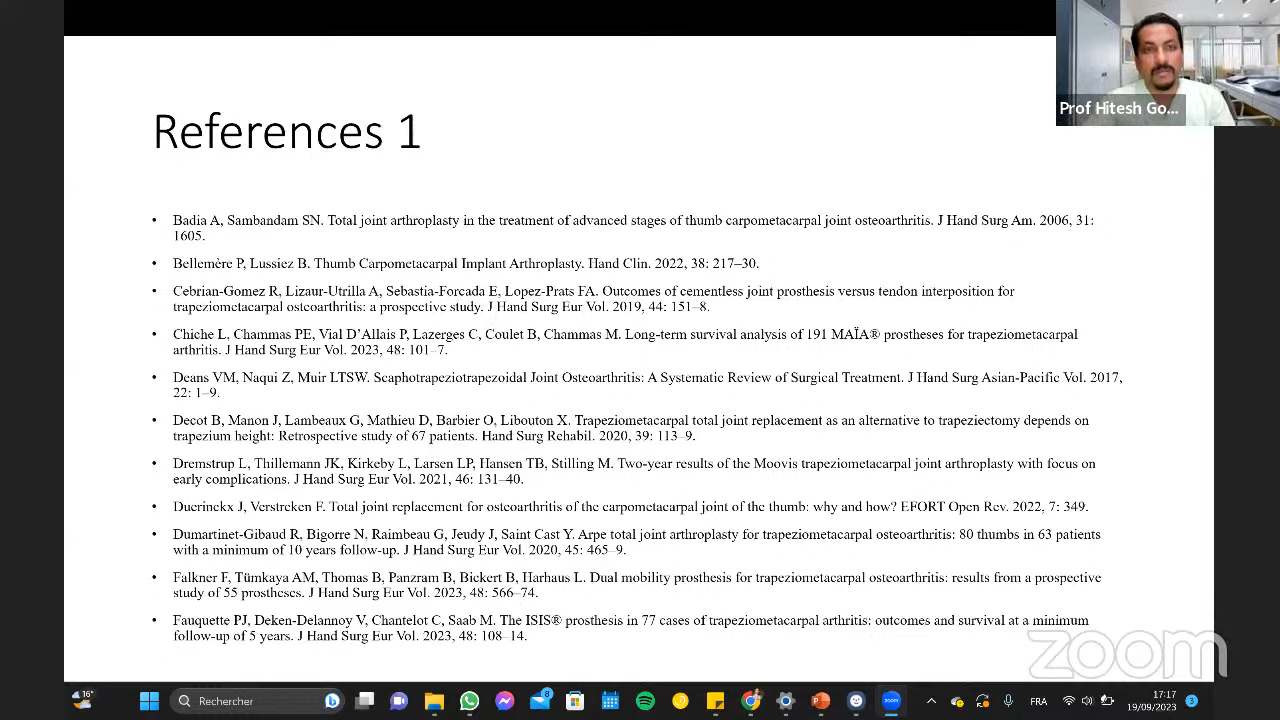 Prof Hitesh Go...
References 1
• Badia A, Sambandam SN. Total joint arthroplasty in the treatment of advanced stages of thumb carpometacarpal joint osteoarthritis. J Hand Surg Am. 2006, 31:
1605.
• Bellemère P, Lussiez B. Thumb Carpometacarpal Implant Arthroplasty. Hand Clin. 2022, 38: 217–30.
• Cebrian-Gomez R, Lizaur-Utrilla A, Sebastia-Forcada E, Lopez-Prats FA. Outcomes of cementless joint prosthesis versus tendon interposition for
trapeziometacarpal osteoarthritis: a prospective study. J Hand Surg Eur Vol. 2019, 44: 151–8.
• Chiche L, Chammas PE, Vial D’Allais P, Lazerges C, Coulet B, Chammas M. Long-term survival analysis of 191 MAÏA® prostheses for trapeziometacarpal
arthritis. J Hand Surg Eur Vol. 2023, 48: 101–7.
• Deans VM, Naqui Z, Muir LTSW. Scaphotrapeziotrapezoidal Joint Osteoarthritis: A Systematic Review of Surgical Treatment. J Hand Surg Asian-Pacific Vol. 2017,
22: 1–9.
• Decot B, Manon J, Lambeaux G, Mathieu D, Barbier O, Libouton X. Trapeziometacarpal total joint replacement as an alternative to trapeziectomy depends on
trapezium height: Retrospective study of 67 patients. Hand Surg Rehabil. 2020, 39: 113–9.
• Dremstrup L, Thillemann JK, Kirkeby L, Larsen LP, Hansen TB, Stilling M. Two-year results of the Moovis trapeziometacarpal joint arthroplasty with focus on
early complications. J Hand Surg Eur Vol. 2021, 46: 131–40.
• Duerinckx J, Verstreken F. Total joint replacement for osteoarthritis of the carpometacarpal joint of the thumb: why and how? EFORT Open Rev. 2022, 7: 349.
• Dumartinet-Gibaud R, Bigorre N, Raimbeau G, Jeudy J, Saint Cast Y. Arpe total joint arthroplasty for trapeziometacarpal osteoarthritis: 80 thumbs in 63 patients
with a minimum of 10 years follow-up. J Hand Surg Eur Vol. 2020, 45: 465–9.
• Falkner F, Tümkaya AM, Thomas B, Panzram B, Bickert B, Harhaus L. Dual mobility prosthesis for trapeziometacarpal osteoarthritis: results from a prospective
study of 55 prostheses. J Hand Surg Eur Vol. 2023, 48: 566–74.
• Fauquette PJ, Deken-Delannoy V, Chantelot C, Saab M. The ISIS® prosthesis in 77 cases of trapeziometacarpal arthritis: outcomes and survival at a minimum
follow-up of 5 years. J Hand Surg Eur Vol. 2023, 48: 108–14.
zoom
16°
Rechercher
8
zoom
FRA
17:17
19/09/2023
3